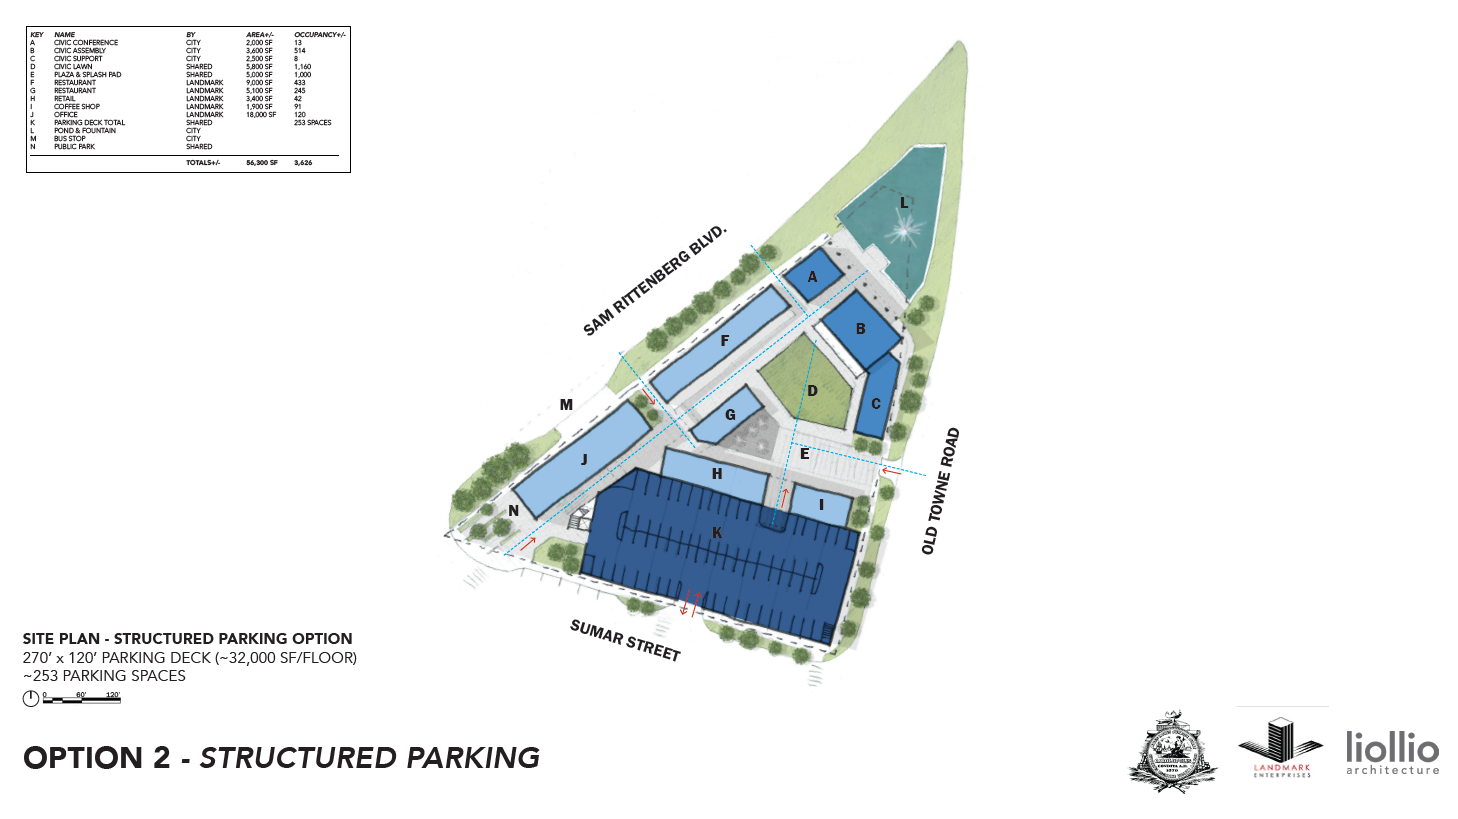 KEY NAME BY AREA+/- OCCUPANCY+/-
A CIVIC CONFERENCE CITY 2,000 SF 13
B CIVIC ASSEMBLY CITY 3,600 SF 514
C CIVIC SUPPORT CITY 2,500 SF 8
D CIVIC LAWN SHARED 5,800 SF 1,160
E PLAZA & SPLASH PAD SHARED 5,000 SF 1,000
F RESTAURANT LANDMARK 9,000 SF 433
G RESTAURANT LANDMARK 5,100 SF 245
H RETAIL LANDMARK 3,400 SF 42
I COFFEE SHOP LANDMARK 1,900 SF 91
J OFFICE LANDMARK 18,000 SF 120
K PARKING DECK TOTAL SHARED 253 SPACES
L POND & FOUNTAIN CITY
M BUS STOP CITY
N PUBLIC PARK SHARED
TOTALS+/- 56,300 SF 3,626
L
SAM RITTENBERG BLVD.
A
B
F
D
M
C
G
E
OLD TOWNE ROAD
J
H
I
N
K
SUMAR STREET
SITE PLAN - STRUCTURED PARKING OPTION
270’ x 120’ PARKING DECK (~32,000 SF/FLOOR)
~253 PARKING SPACES
0 60' 120'
OPTION 2 - STRUCTURED PARKING
LANDMARK
ENTERPRISES
liollio
architecture